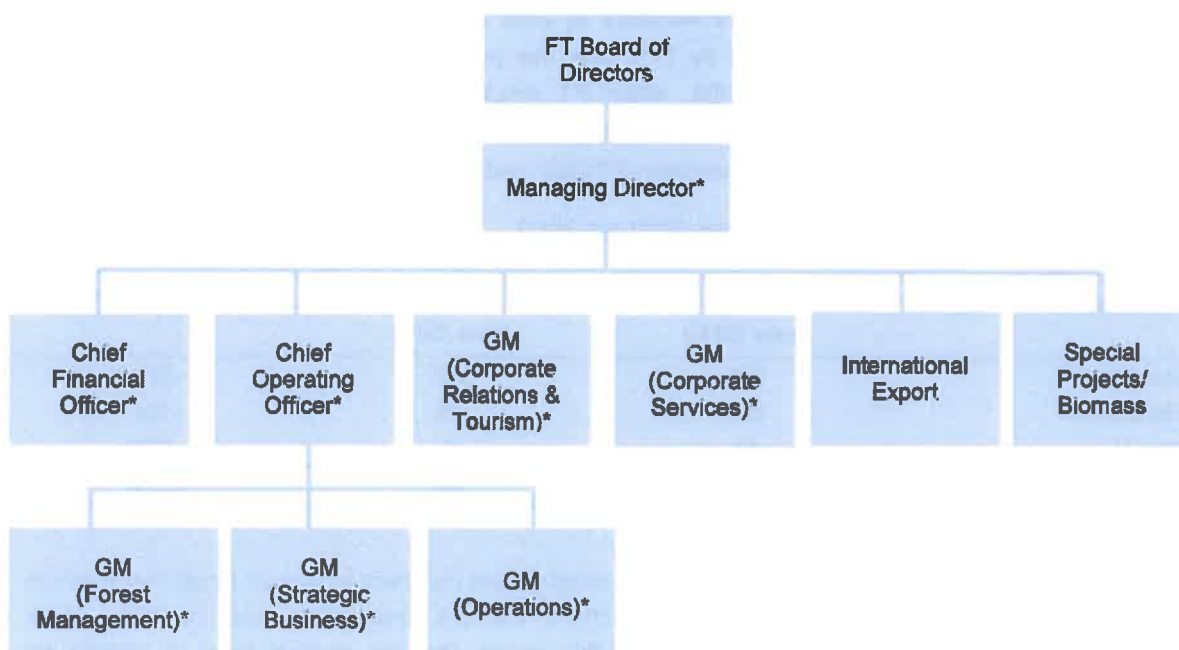 FT Board of
Directors
Managing Director*
Chief
Financial
Officer*
Chief
Operating
Officer*
GM
(Corporate
Relations &
Tourism)*
GM
(Corporate
Services)*
International
Export
Special
Projects/
Biomass
GM
(Forest
Management)*
GM
(Strategic
Business)*
GM
(Operations)*